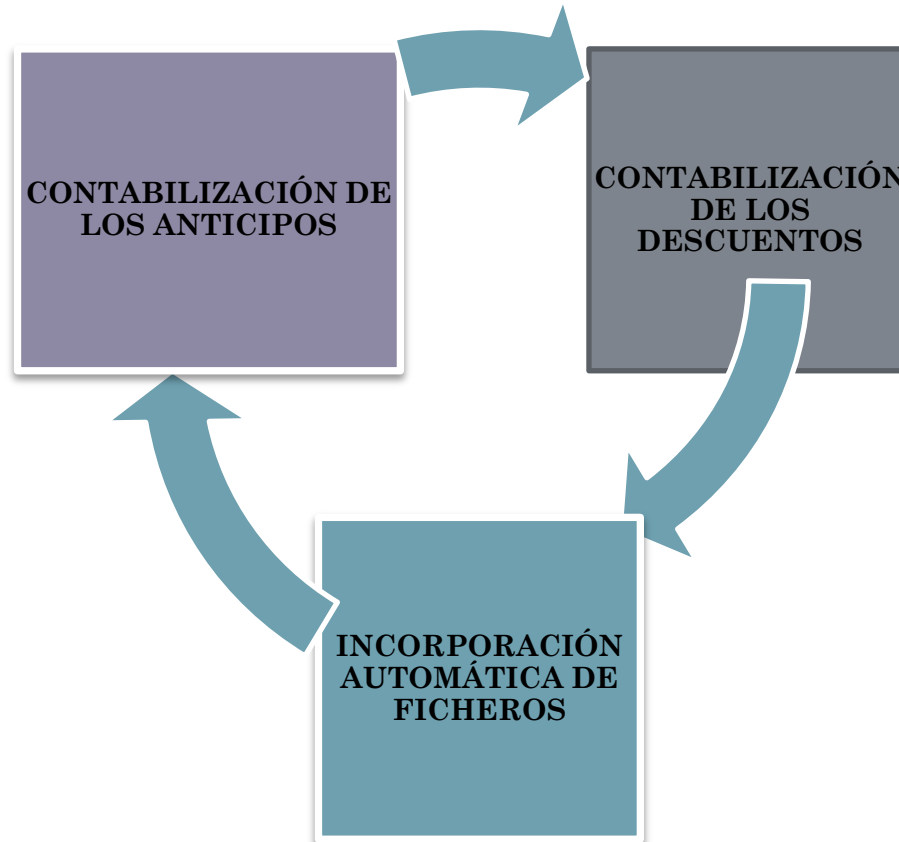 CONTABILIZACIÓN DE
LOS ANTICIPOS
CONTABILIZACIÓN
DE LOS
DESCUENTOS
INCORPORACIÓN
AUTOMÁTICA DE
FICHEROS